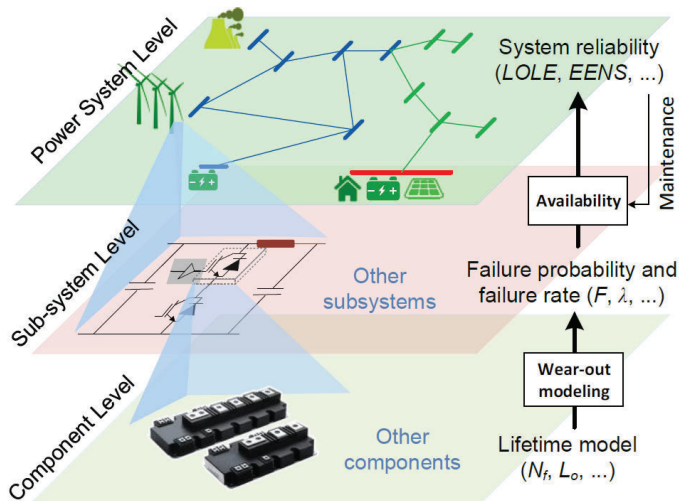 Power System Level
System reliability
(LOLE, EENS, ...)
Maintenance
Availability
Sub-system Level
Other
subsystems
Failure probability and
failure rate (F, λ, ...)
Wear-out
modeling
Component Level
Other
components
Lifetime model
(Nf, Lo, ...)